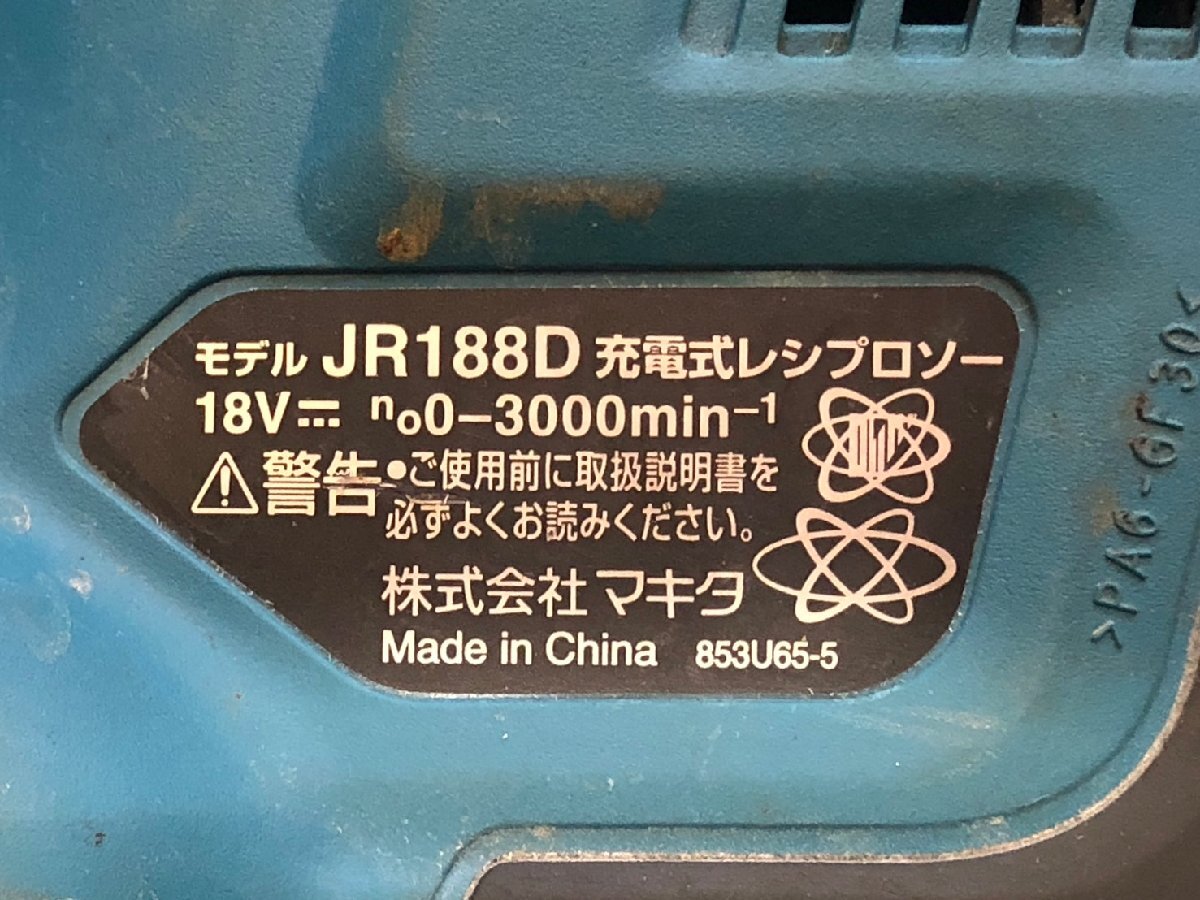 モデル JR188D 充電式レシプロソー
18V⎓ n₀0-3000min⁻¹
⚠警告 •ご使用前に取扱説明書を
必ずよくお読みください。
株式会社マキタ
Made in China 853U65-5
>PA6-GF30<